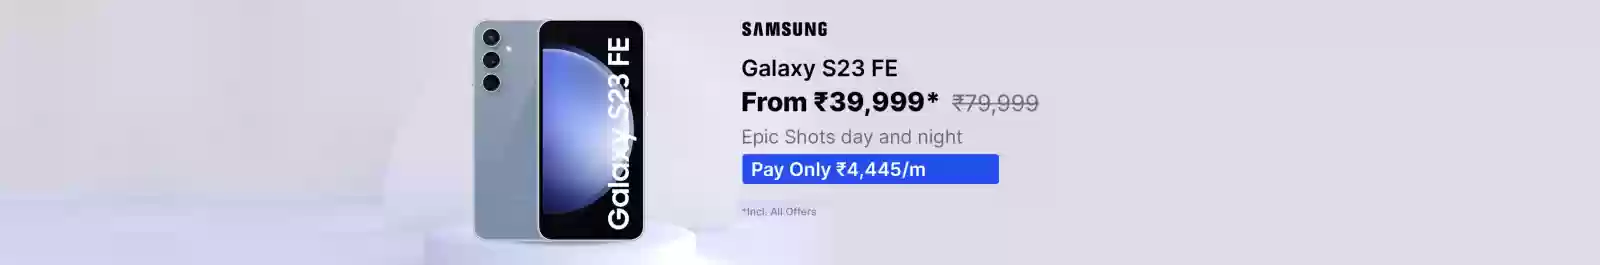 Galaxy S23 FE
SAMSUNG
Galaxy S23 FE
From ₹39,999* ₹79,999
Epic Shots day and night
Pay Only ₹4,445/m
*Incl. All Offers